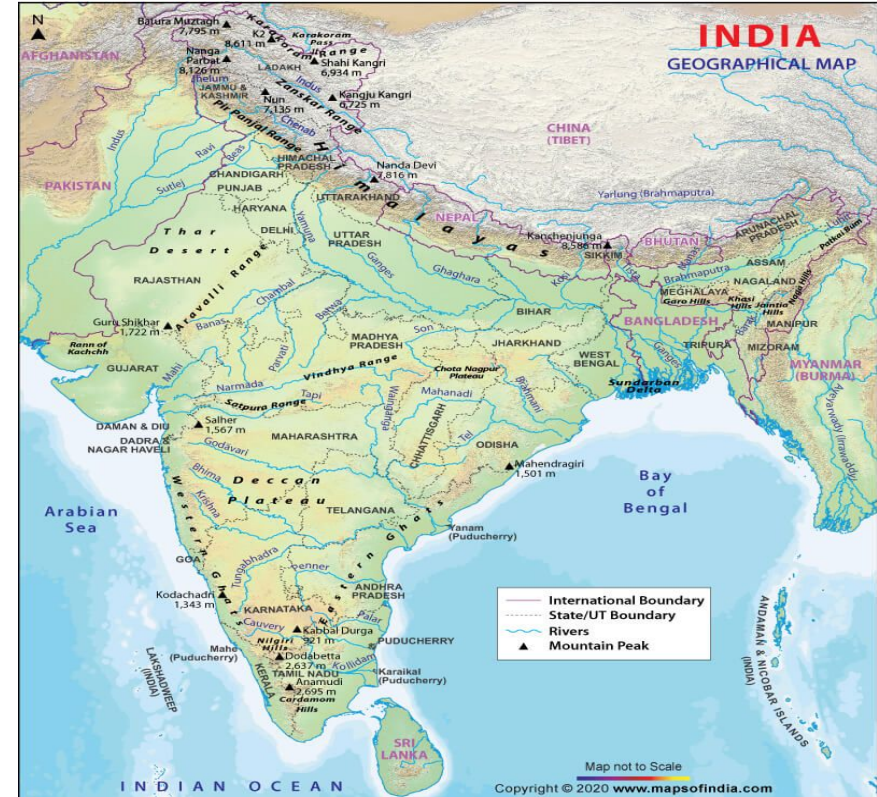 INDIA
GEOGRAPHICAL MAP
N
Batura Muztagh
7,795 m
K2
8,611 m
Karakoram
Pass
Karakoram Range
Shahi Kangri
6,934 m
AFGHANISTAN
Nanga
Parbat
8,126 m
LADAKH
Indus
Jhelum
JAMMU &
KASHMIR
Nun
7,135 m
Zanskar Range
Kangju Kangri
6,725 m
Pir Panjal Range
Chenab
CHINA
(TIBET)
Himalayas
Indus
Ravi
Beas
HIMACHAL
PRADESH
Nanda Devi
7,816 m
CHANDIGARH
PUNJAB
PAKISTAN
Sutlej
UTTARAKHAND
Yarlung (Brahmaputra)
HARYANA
NEPAL
Thar
Desert
DELHI
Yamuna
UTTAR
PRADESH
Kanchenjunga
8,586 m
SIKKIM
BHUTAN
ARUNACHAL
PRADESH
Luhit
Patkai Bum
RAJASTHAN
Aravalli Range
Ganges
Ghaghara
Kosi
Tista
Manas
ASSAM
Brahmaputra
NAGALAND
Naga Hills
MEGHALAYA
Garo Hills
Khasi
Hills
Jaintia
Hills
Chambal
Banas
Betwa
Parvati
Guru Shikhar
1,722 m
BIHAR
BANGLADESH
Barak
MANIPUR
Rann of
Kachchh
MADHYA
PRADESH
Son
JHARKHAND
TRIPURA
MIZORAM
GUJARAT
Mahi
Vindhya Range
Chota Nagpur
Plateau
WEST
BENGAL
Ganges
MYANMAR
(BURMA)
Narmada
Tapi
Satpura Range
Wainganga
Mahanadi
Brahmani
Sundarban
Delta
Ayeyarwady (Irrawaddy)
DAMAN & DIU
Salher
1,567 m
DADRA &
NAGAR HAVELI
MAHARASHTRA
CHHATTISGARH
Tel
ODISHA
Godavari
Mahendragiri
1,501 m
Bhima
Deccan
Plateau
Bay
of
Bengal
Arabian
Sea
Krishna
TELANGANA
Western Ghats
Eastern Ghats
Yanam
(Puducherry)
GOA
Tungabhadra
Penner
ANDHRA
PRADESH
Kodachadri
1,343 m
KARNATAKA
International Boundary
State/UT Boundary
Rivers
Mountain Peak
Cauvery
Palar
Kabbal Durga
921 m
Mahe
(Puducherry)
Nilgiri
Hills
PUDUCHERRY
Dodabetta
2,637 m
Kollidam
Karaikal
(Puducherry)
TAMIL NADU
KERALA
Anamudi
2,695 m
Cardamom
Hills
LAKSHADWEEP
(INDIA)
ANDAMAN & NICOBAR ISLANDS
(INDIA)
SRI
LANKA
INDIAN OCEAN
Map not to Scale
Copyright © 2020 www.mapsofindia.com